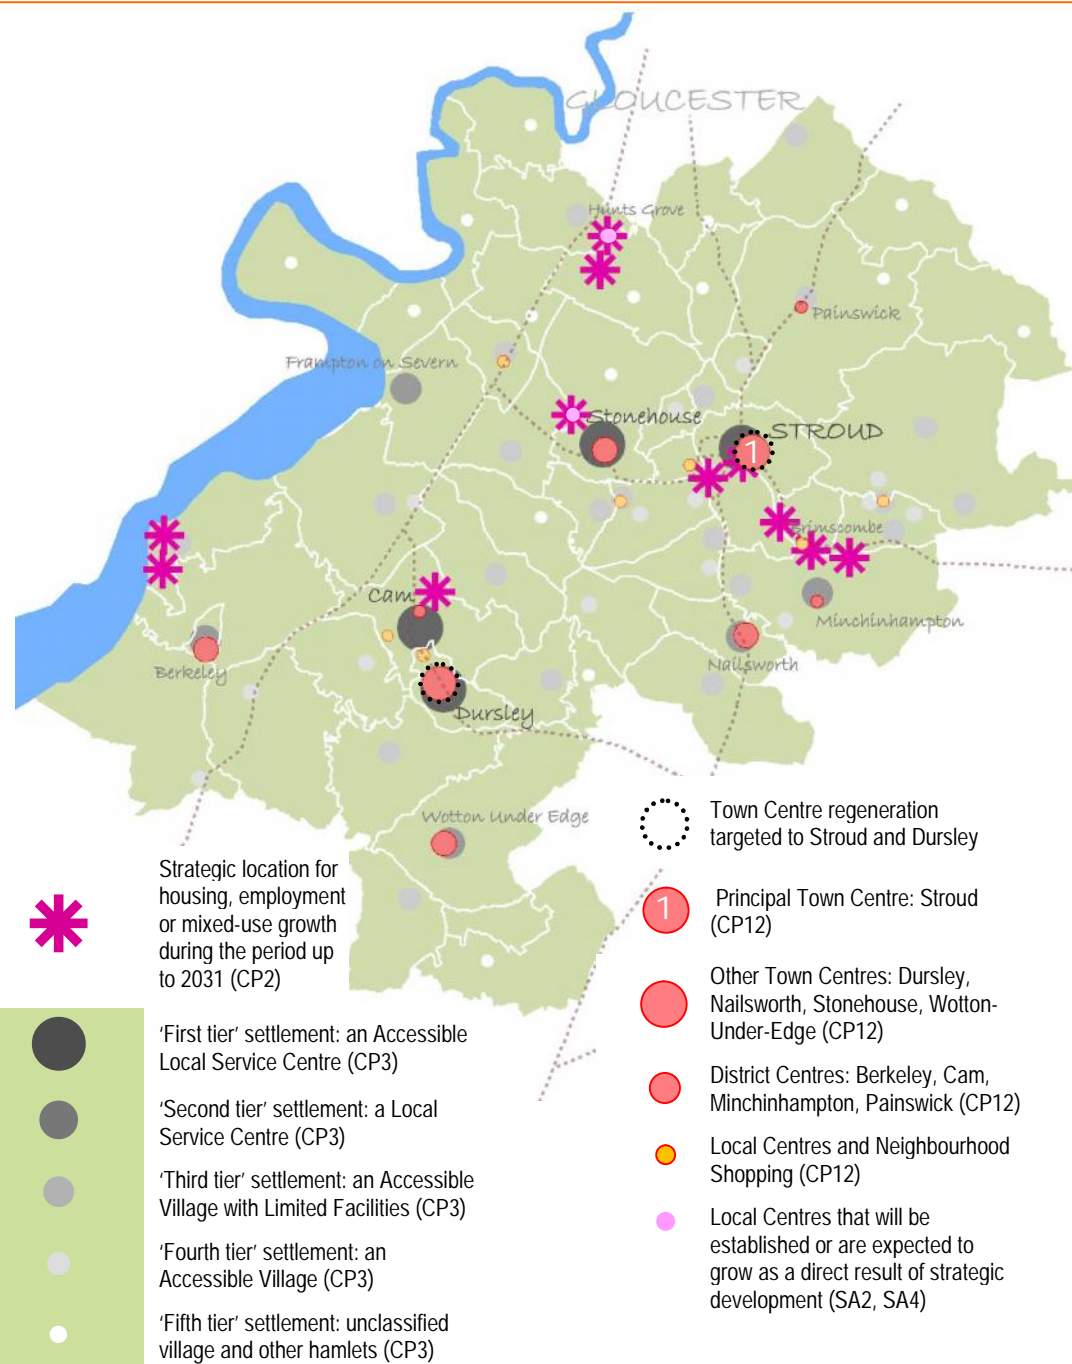 GLOUCESTER
Hunts Grove
Painswick
Frampton on Severn
Stonehouse
STROUD
1
Brimscombe
Cam
Minchinhampton
Berkeley
Nailsworth
Dursley
Wotton Under Edge
Strategic location for
housing, employment
or mixed-use growth
during the period up
to 2031 (CP2)
'First tier' settlement: an Accessible
Local Service Centre (CP3)
'Second tier' settlement: a Local
Service Centre (CP3)
'Third tier' settlement: an Accessible
Village with Limited Facilities (CP3)
'Fourth tier' settlement: an
Accessible Village (CP3)
'Fifth tier' settlement: unclassified
village and other hamlets (CP3)
Town Centre regeneration
targeted to Stroud and Dursley
1
Principal Town Centre: Stroud
(CP12)
Other Town Centres: Dursley,
Nailsworth, Stonehouse, Wotton-
Under-Edge (CP12)
District Centres: Berkeley, Cam,
Minchinhampton, Painswick (CP12)
Local Centres and Neighbourhood
Shopping (CP12)
Local Centres that will be
established or are expected to
grow as a direct result of strategic
development (SA2, SA4)